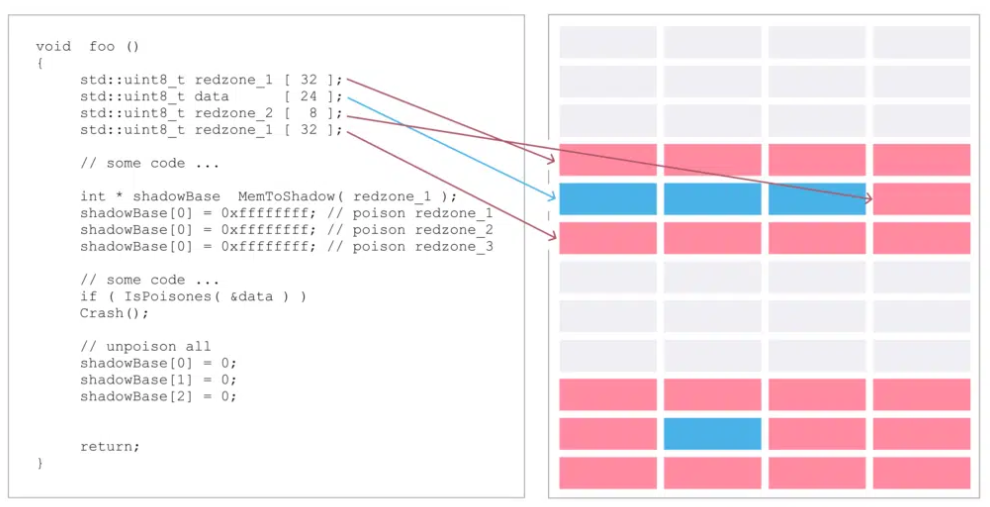 void  foo ()
{
std::uint8_t redzone_1 [ 32 ];
std::uint8_t data      [ 24 ];
std::uint8_t redzone_2 [  8 ];
std::uint8_t redzone_1 [ 32 ];
// some code ...
int * shadowBase  MemToShadow( redzone_1 );
shadowBase[0] = 0xffffffff; // poison redzone_1
shadowBase[0] = 0xffffffff; // poison redzone_2
shadowBase[0] = 0xffffffff; // poison redzone_3
// some code ...
if ( IsPoisones( &data ) )
Crash();
// unpoison all
shadowBase[0] = 0;
shadowBase[1] = 0;
shadowBase[2] = 0;
return;
}